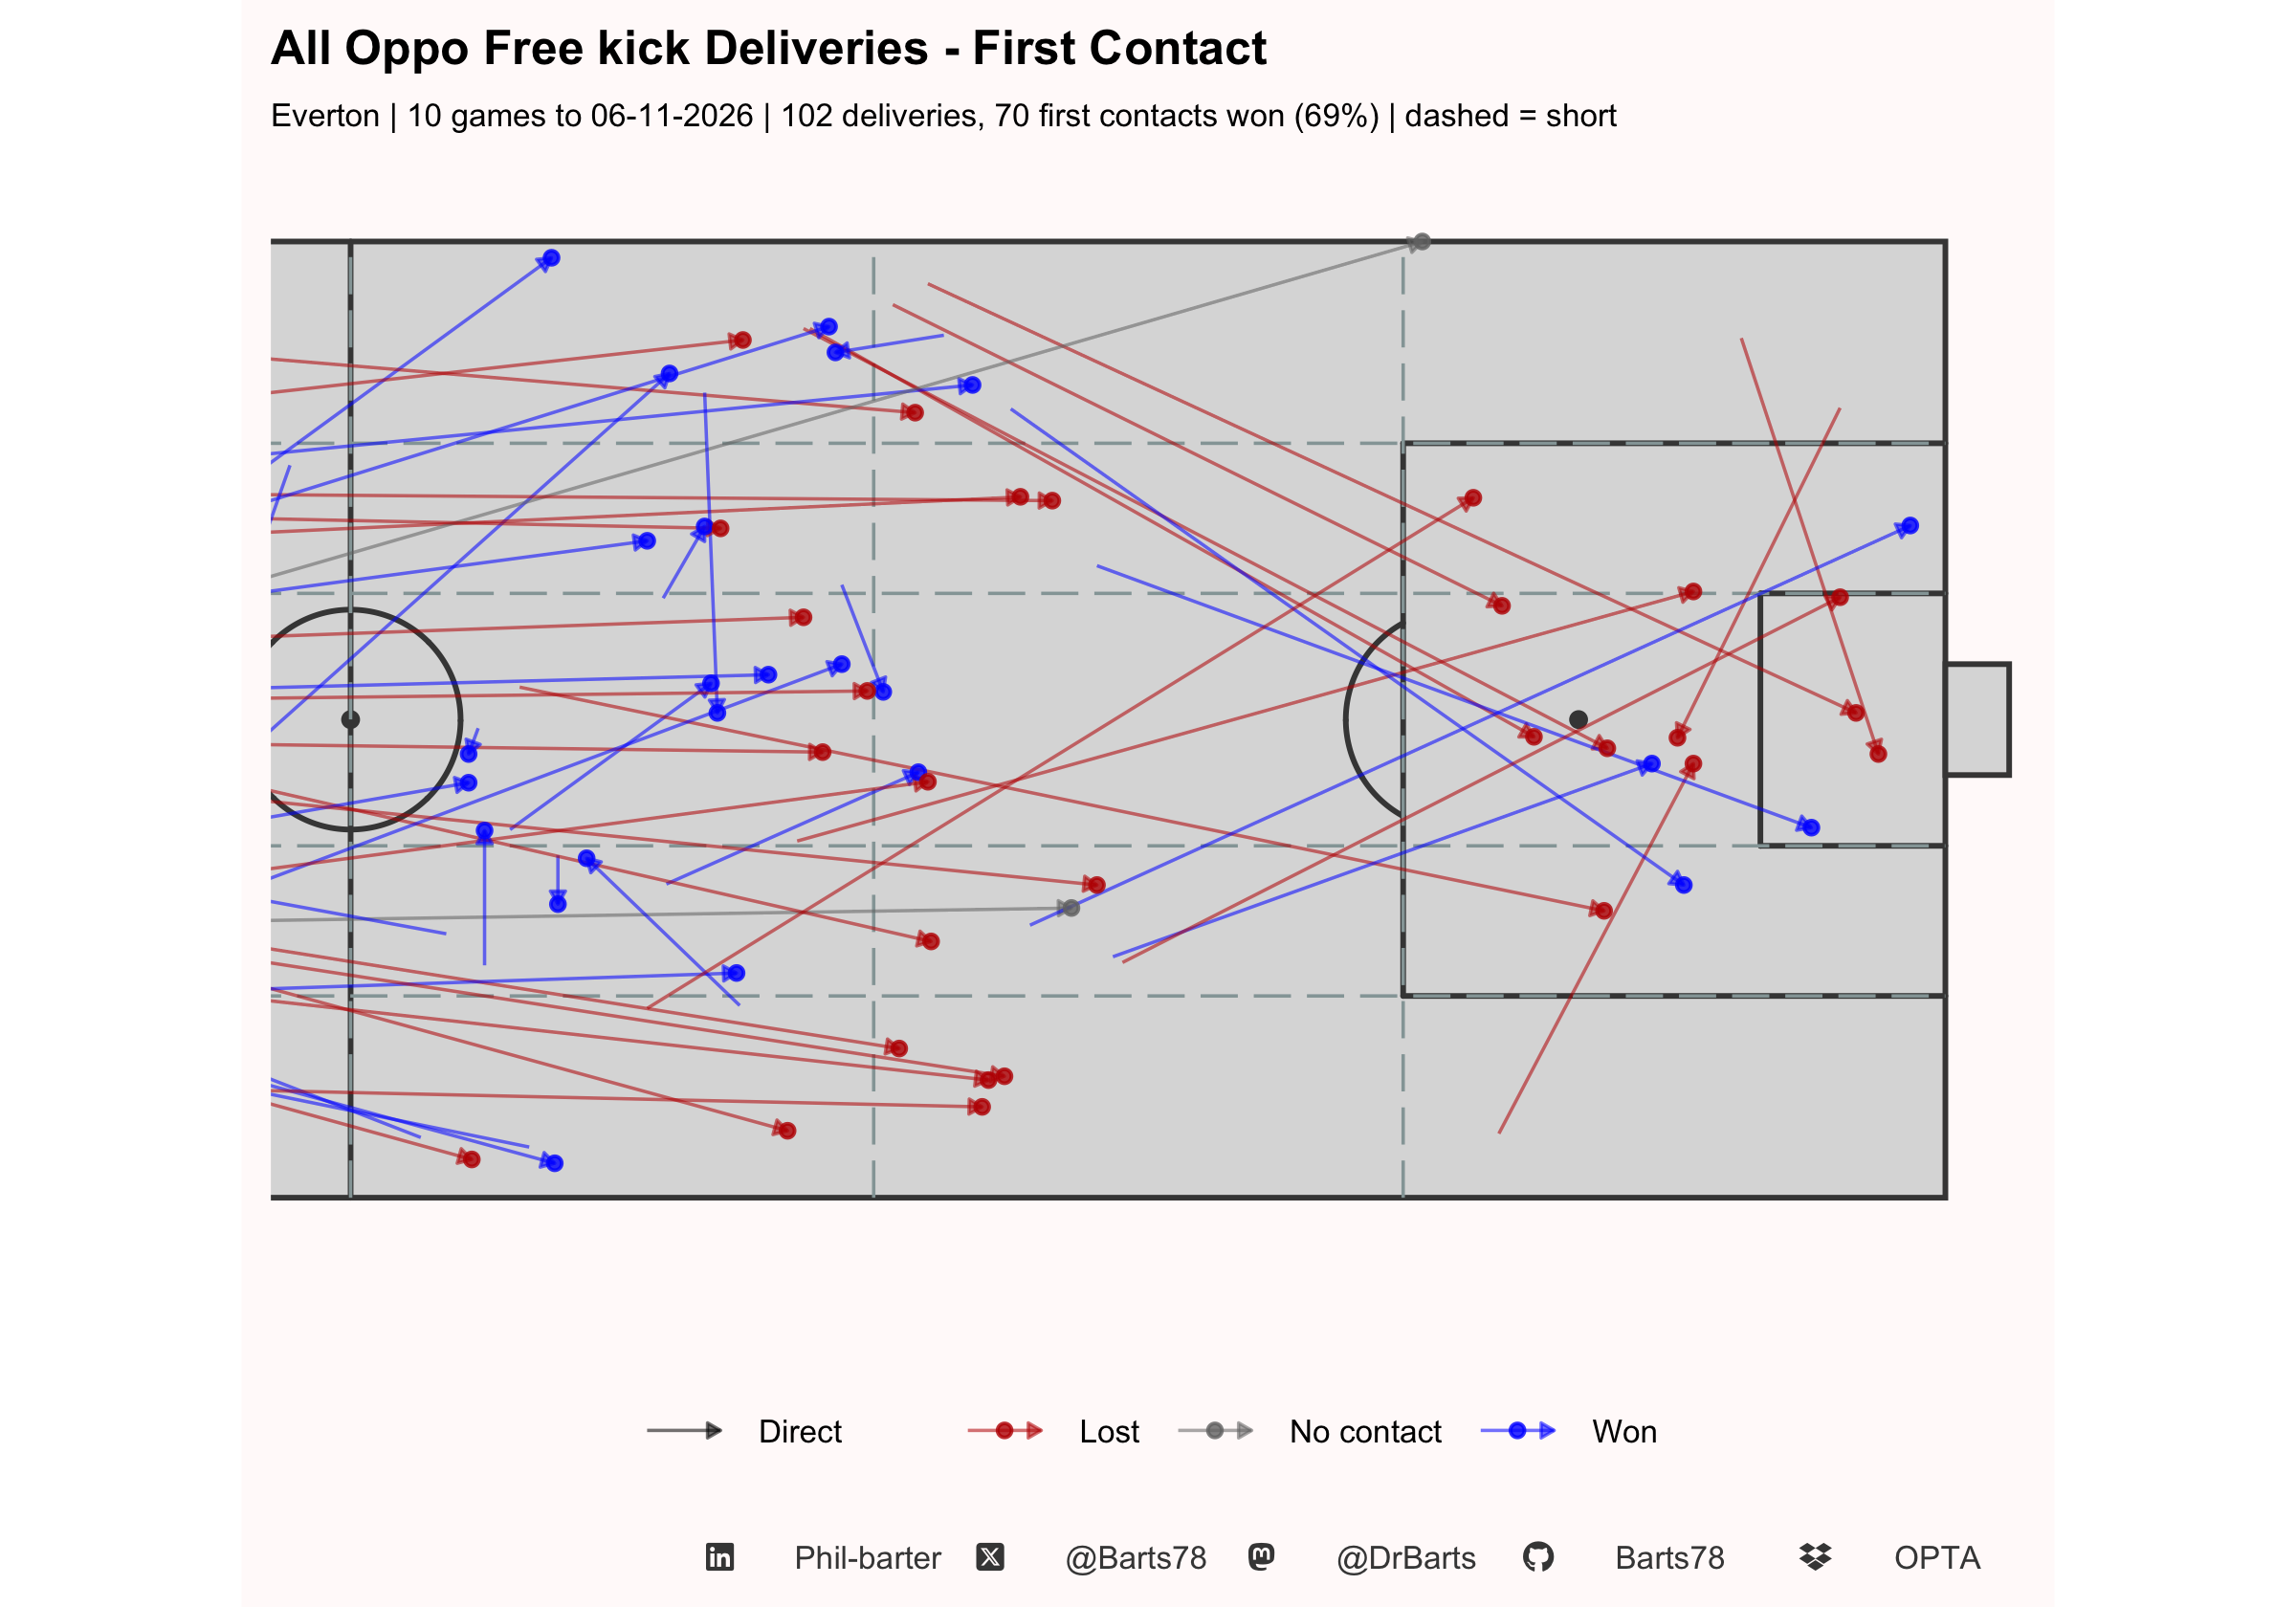 All Oppo Free kick Deliveries - First Contact
Everton | 10 games to 06-11-2026 | 102 deliveries, 70 first contacts won (69%) | dashed = short
Direct Lost No contact Won
Phil-barter @Barts78 @DrBarts Barts78 OPTA